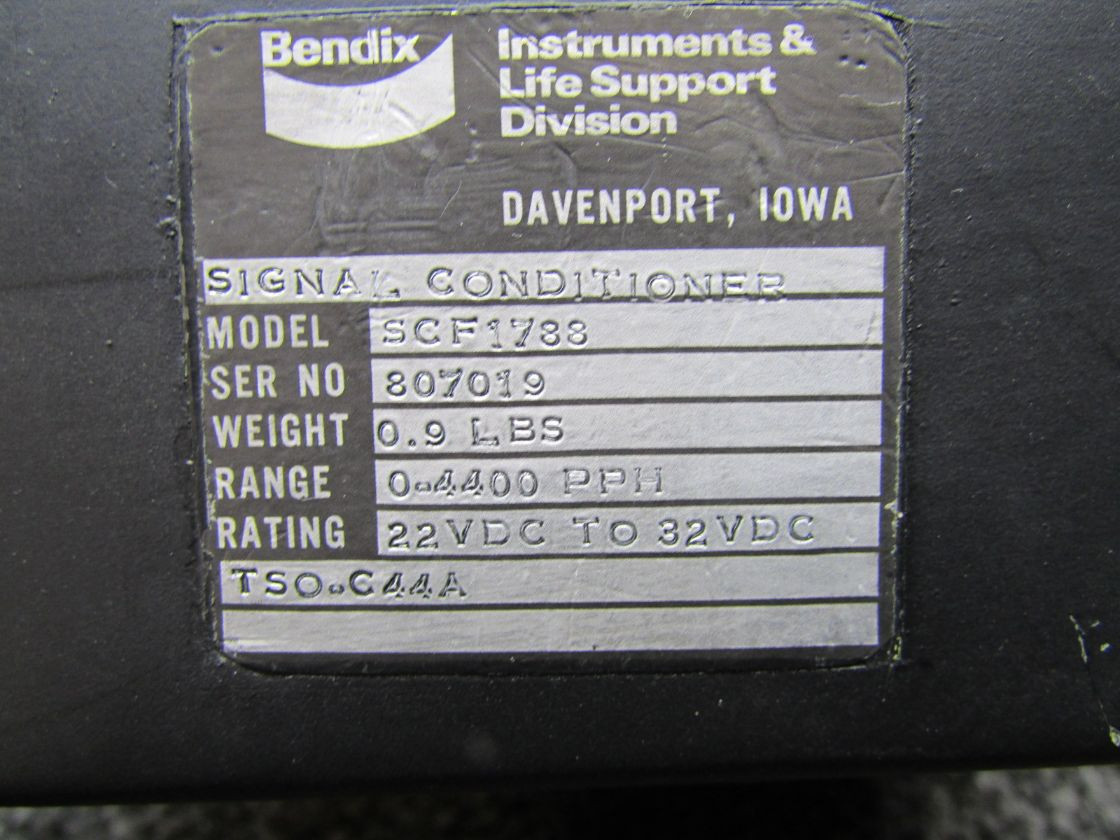 Bendix
Instruments &
Life Support
Division
DAVENPORT, IOWA
SIGNAL CONDITIONER
MODEL SCF1788
SER NO 807019
WEIGHT 0.9 LBS
RANGE 0-4400 PPH
RATING 22VDC TO 32VDC
TSO-C44A